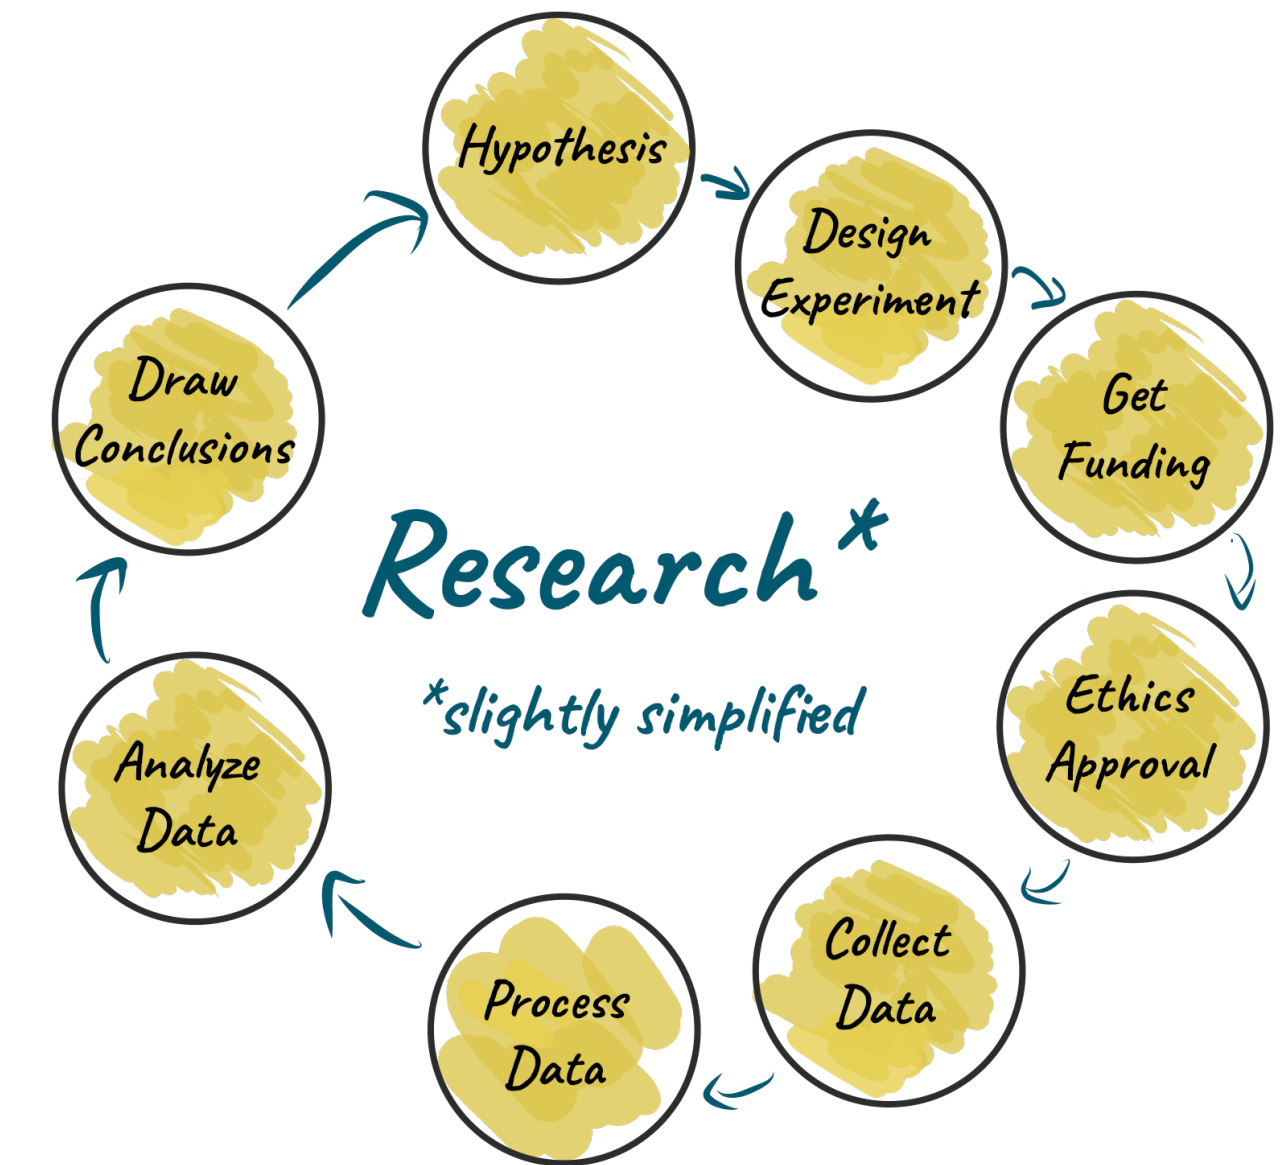 Hypothesis
Design
Experiment
Get
Funding
Ethics
Approval
Collect
Data
Process
Data
Analyze
Data
Draw
Conclusions
Research*
*slightly simplified